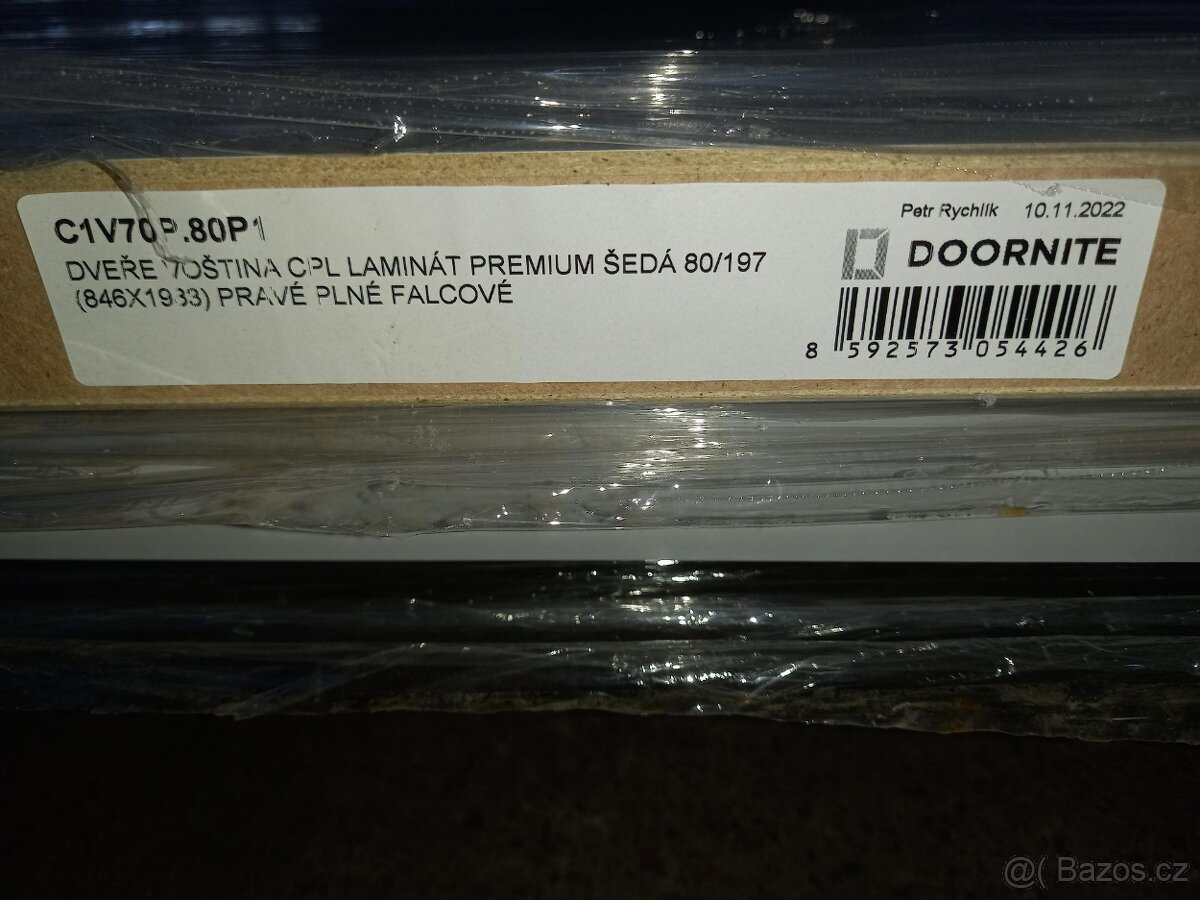 C1V70P.80P1
DVEŘE VOŠTINA CPL LAMINÁT PREMIUM ŠEDÁ 80/197
(846X1983) PRAVÉ PLNÉ FALCOVÉ
Petr Rychlík 10.11.2022
DOORNITE
8 592573 054426
@( Bazos.cz